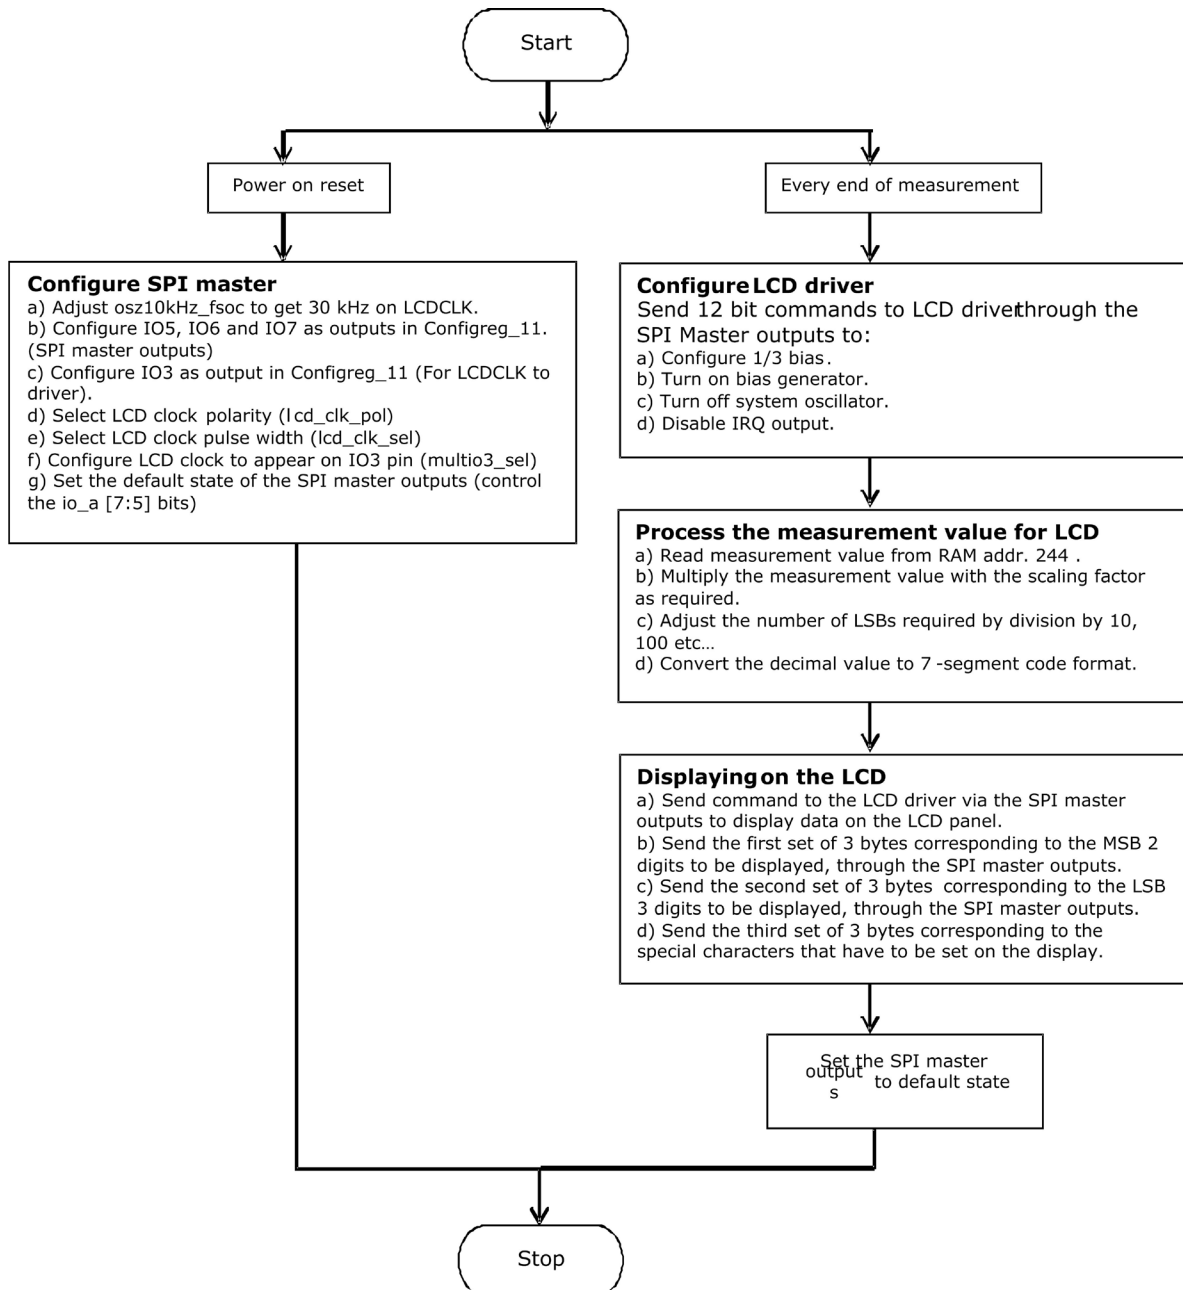 Start
Power on reset
Every end of measurement
Configure SPI master
a) Adjust osz10kHz_fsoc to get 30 kHz on LCDCLK.
b) Configure IO5, IO6 and IO7 as outputs in Configreg_11.
(SPI master outputs)
c) Configure IO3 as output in Configreg_11 (For LCDCLK to
driver).
d) Select LCD clock polarity (lcd_clk_pol)
e) Select LCD clock pulse width (lcd_clk_sel)
f) Configure LCD clock to appear on IO3 pin (multio3_sel)
g) Set the default state of the SPI master outputs (control
the io_a [7:5] bits)
Configure LCD driver
Send 12 bit commands to LCD driver through the
SPI Master outputs to:
a) Configure 1/3 bias.
b) Turn on bias generator.
c) Turn off system oscillator.
d) Disable IRQ output.
Process the measurement value for LCD
a) Read measurement value from RAM addr. 244 .
b) Multiply the measurement value with the scaling factor
as required.
c) Adjust the number of LSBs required by division by 10,
100 etc…
d) Convert the decimal value to 7 -segment code format.
Displaying on the LCD
a) Send command to the LCD driver via the SPI master
outputs to display data on the LCD panel.
b) Send the first set of 3 bytes corresponding to the MSB 2
digits to be displayed, through the SPI master outputs.
c) Send the second set of 3 bytes corresponding to the LSB
3 digits to be displayed, through the SPI master outputs.
d) Send the third set of 3 bytes corresponding to the
special characters that have to be set on the display.
Set the SPI master
outputs to default state
Stop